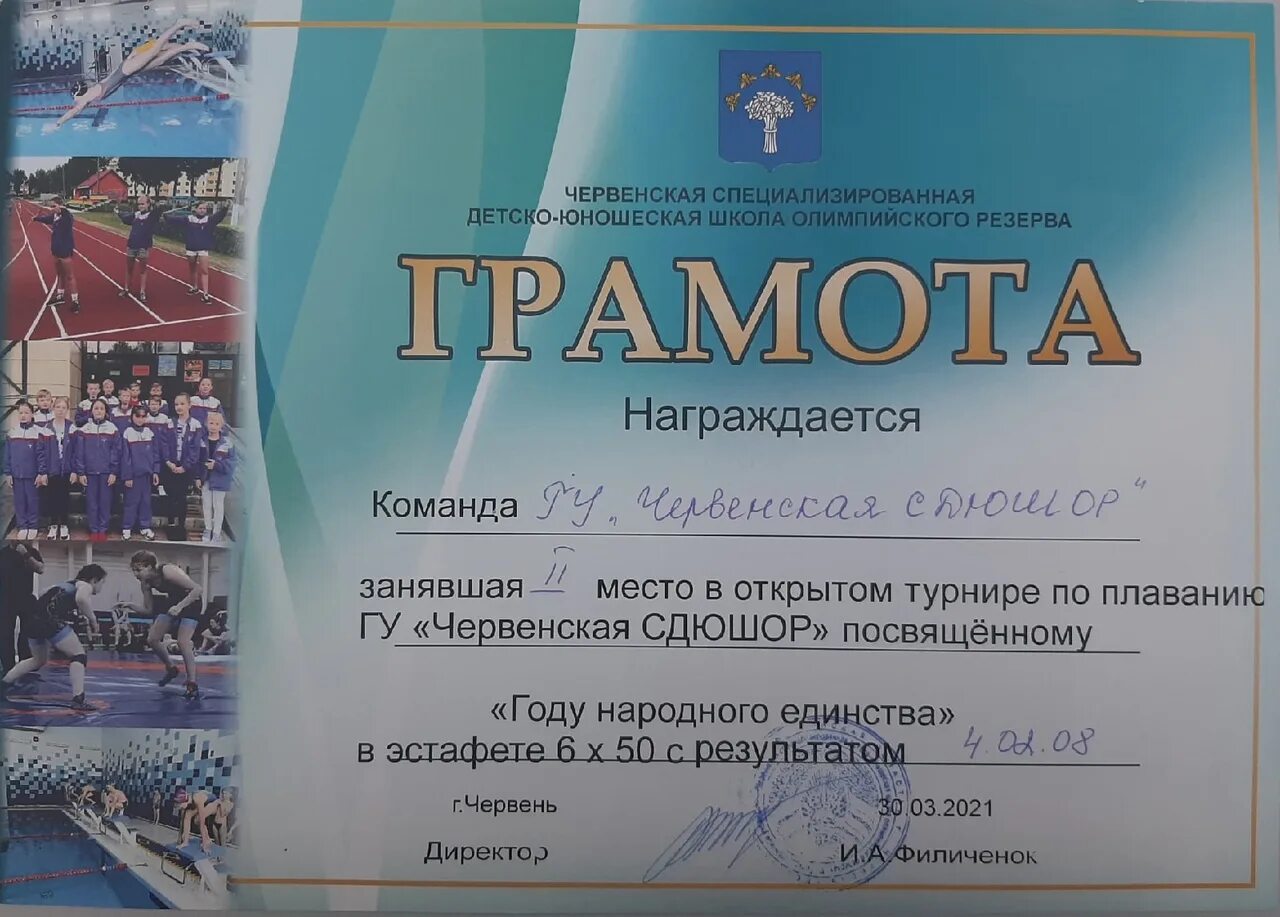 ЧЕРВЕНСКАЯ СПЕЦИАЛИЗИРОВАННАЯ
ДЕТСКО-ЮНОШЕСКАЯ ШКОЛА ОЛИМПИЙСКОГО РЕЗЕРВА
ГРАМОТА
Награждается
Команда ГУ „Червенская СДЮШОР"
занявшая II место в открытом турнире по плаванию
ГУ «Червенская СДЮШОР» посвящённому
«Году народного единства»
в эстафете 6 х 50 с результатом 4.02.08
г.Червень 30.03.2021
Директор И.А.Филиченок